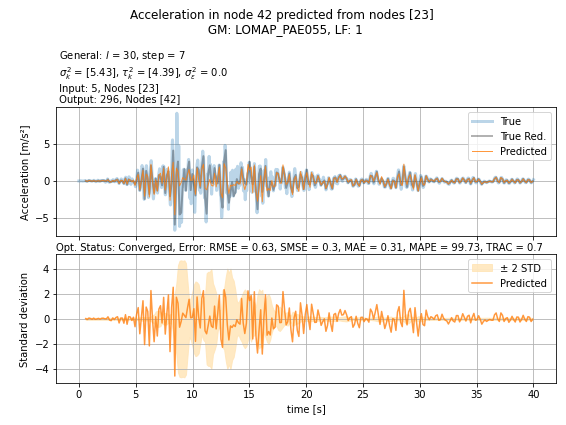 Acceleration in node 42 predicted from nodes [23]
GM: LOMAP_PAE055, LF: 1
General: l = 30, step = 7
σ_k^2 = [5.43], τ_k^2 = [4.39], σ_ε^2 = 0.0
Input: 5, Nodes [23]
Output: 296, Nodes [42]
Acceleration [m/s²]
5
0
−5
True
True Red.
Predicted
Opt. Status: Converged, Error: RMSE = 0.63, SMSE = 0.3, MAE = 0.31, MAPE = 99.73, TRAC = 0.7
Standard deviation
4
2
0
−2
−4
± 2 STD
Predicted
0 5 10 15 20 25 30 35 40
time [s]